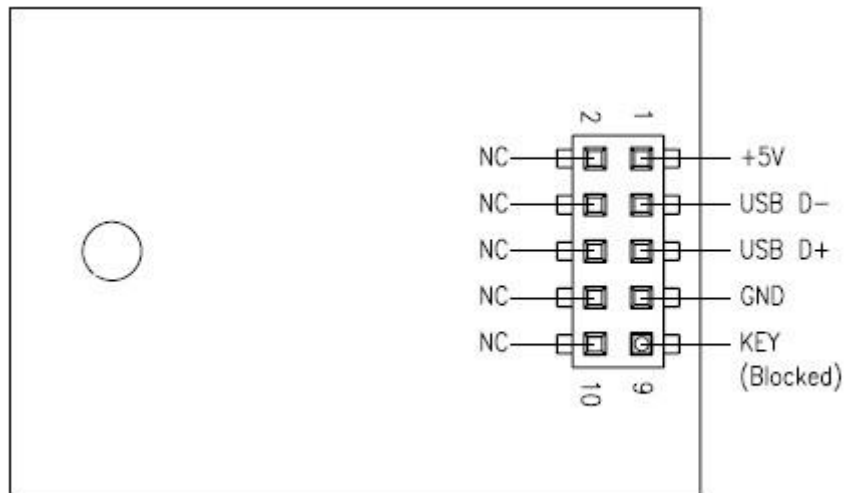 2 1
NC +5V
NC USB D-
NC USB D+
NC GND
NC KEY
(Blocked)
10 9